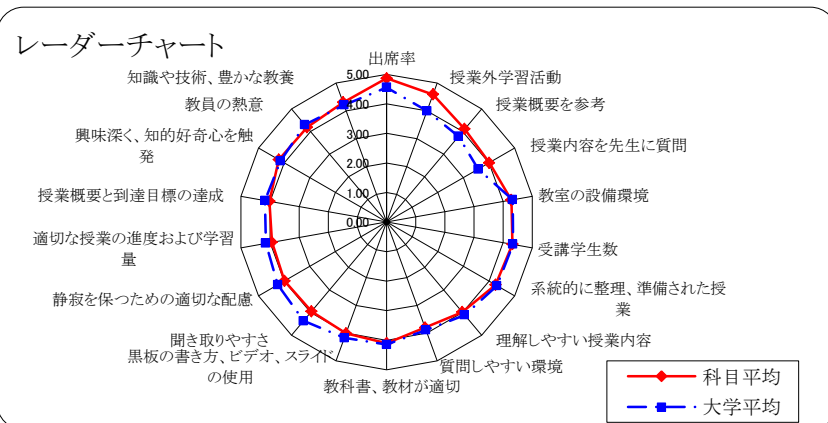 レーダーチャート
出席率
授業外学習活動
授業概要を参考
授業内容を先生に質問
教室の設備環境
受講学生数
系統的に整理、準備された授
業
理解しやすい授業内容
質問しやすい環境
教科書、教材が適切
黒板の書き方、ビデオ、スライド
の使用
聞き取りやすさ
静寂を保つための適切な配慮
適切な授業の進度および学習
量
授業概要と到達目標の達成
興味深く、知的好奇心を触
発
教員の熱意
知識や技術、豊かな教養
5.00
4.00
3.00
2.00
1.00
0.00
科目平均
大学平均